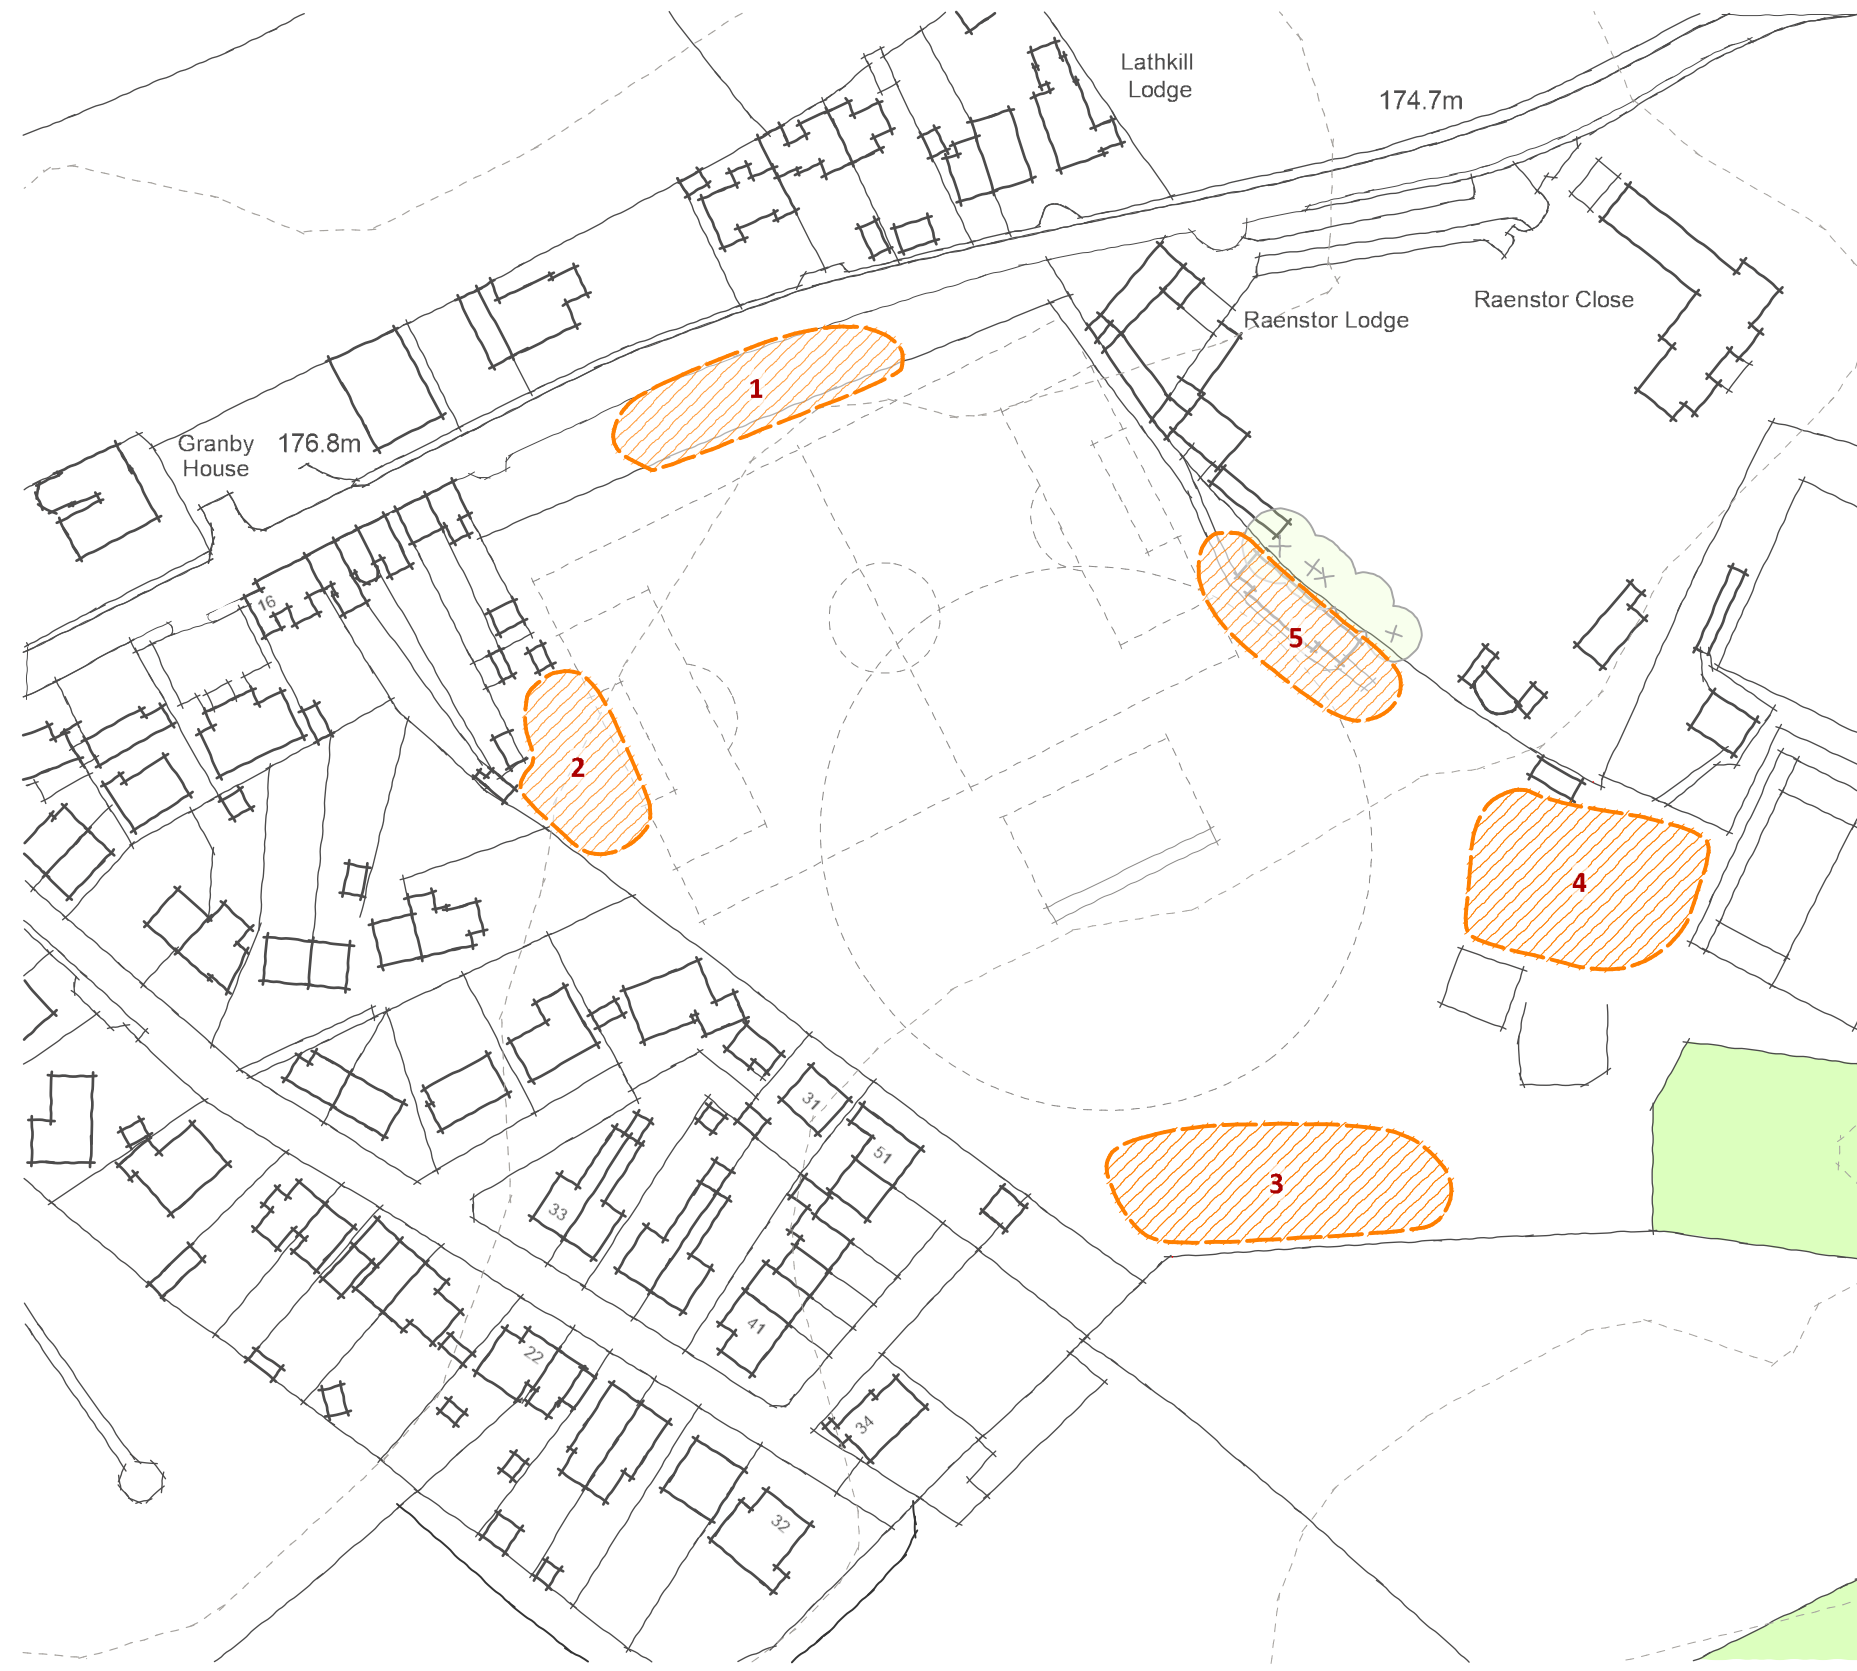 Lathkill
Lodge
174.7m
Raenstor Close
Raenstor Lodge
1
Granby
House
176.8m
16
5
2
4
31
51
3
33
41
22
34
32